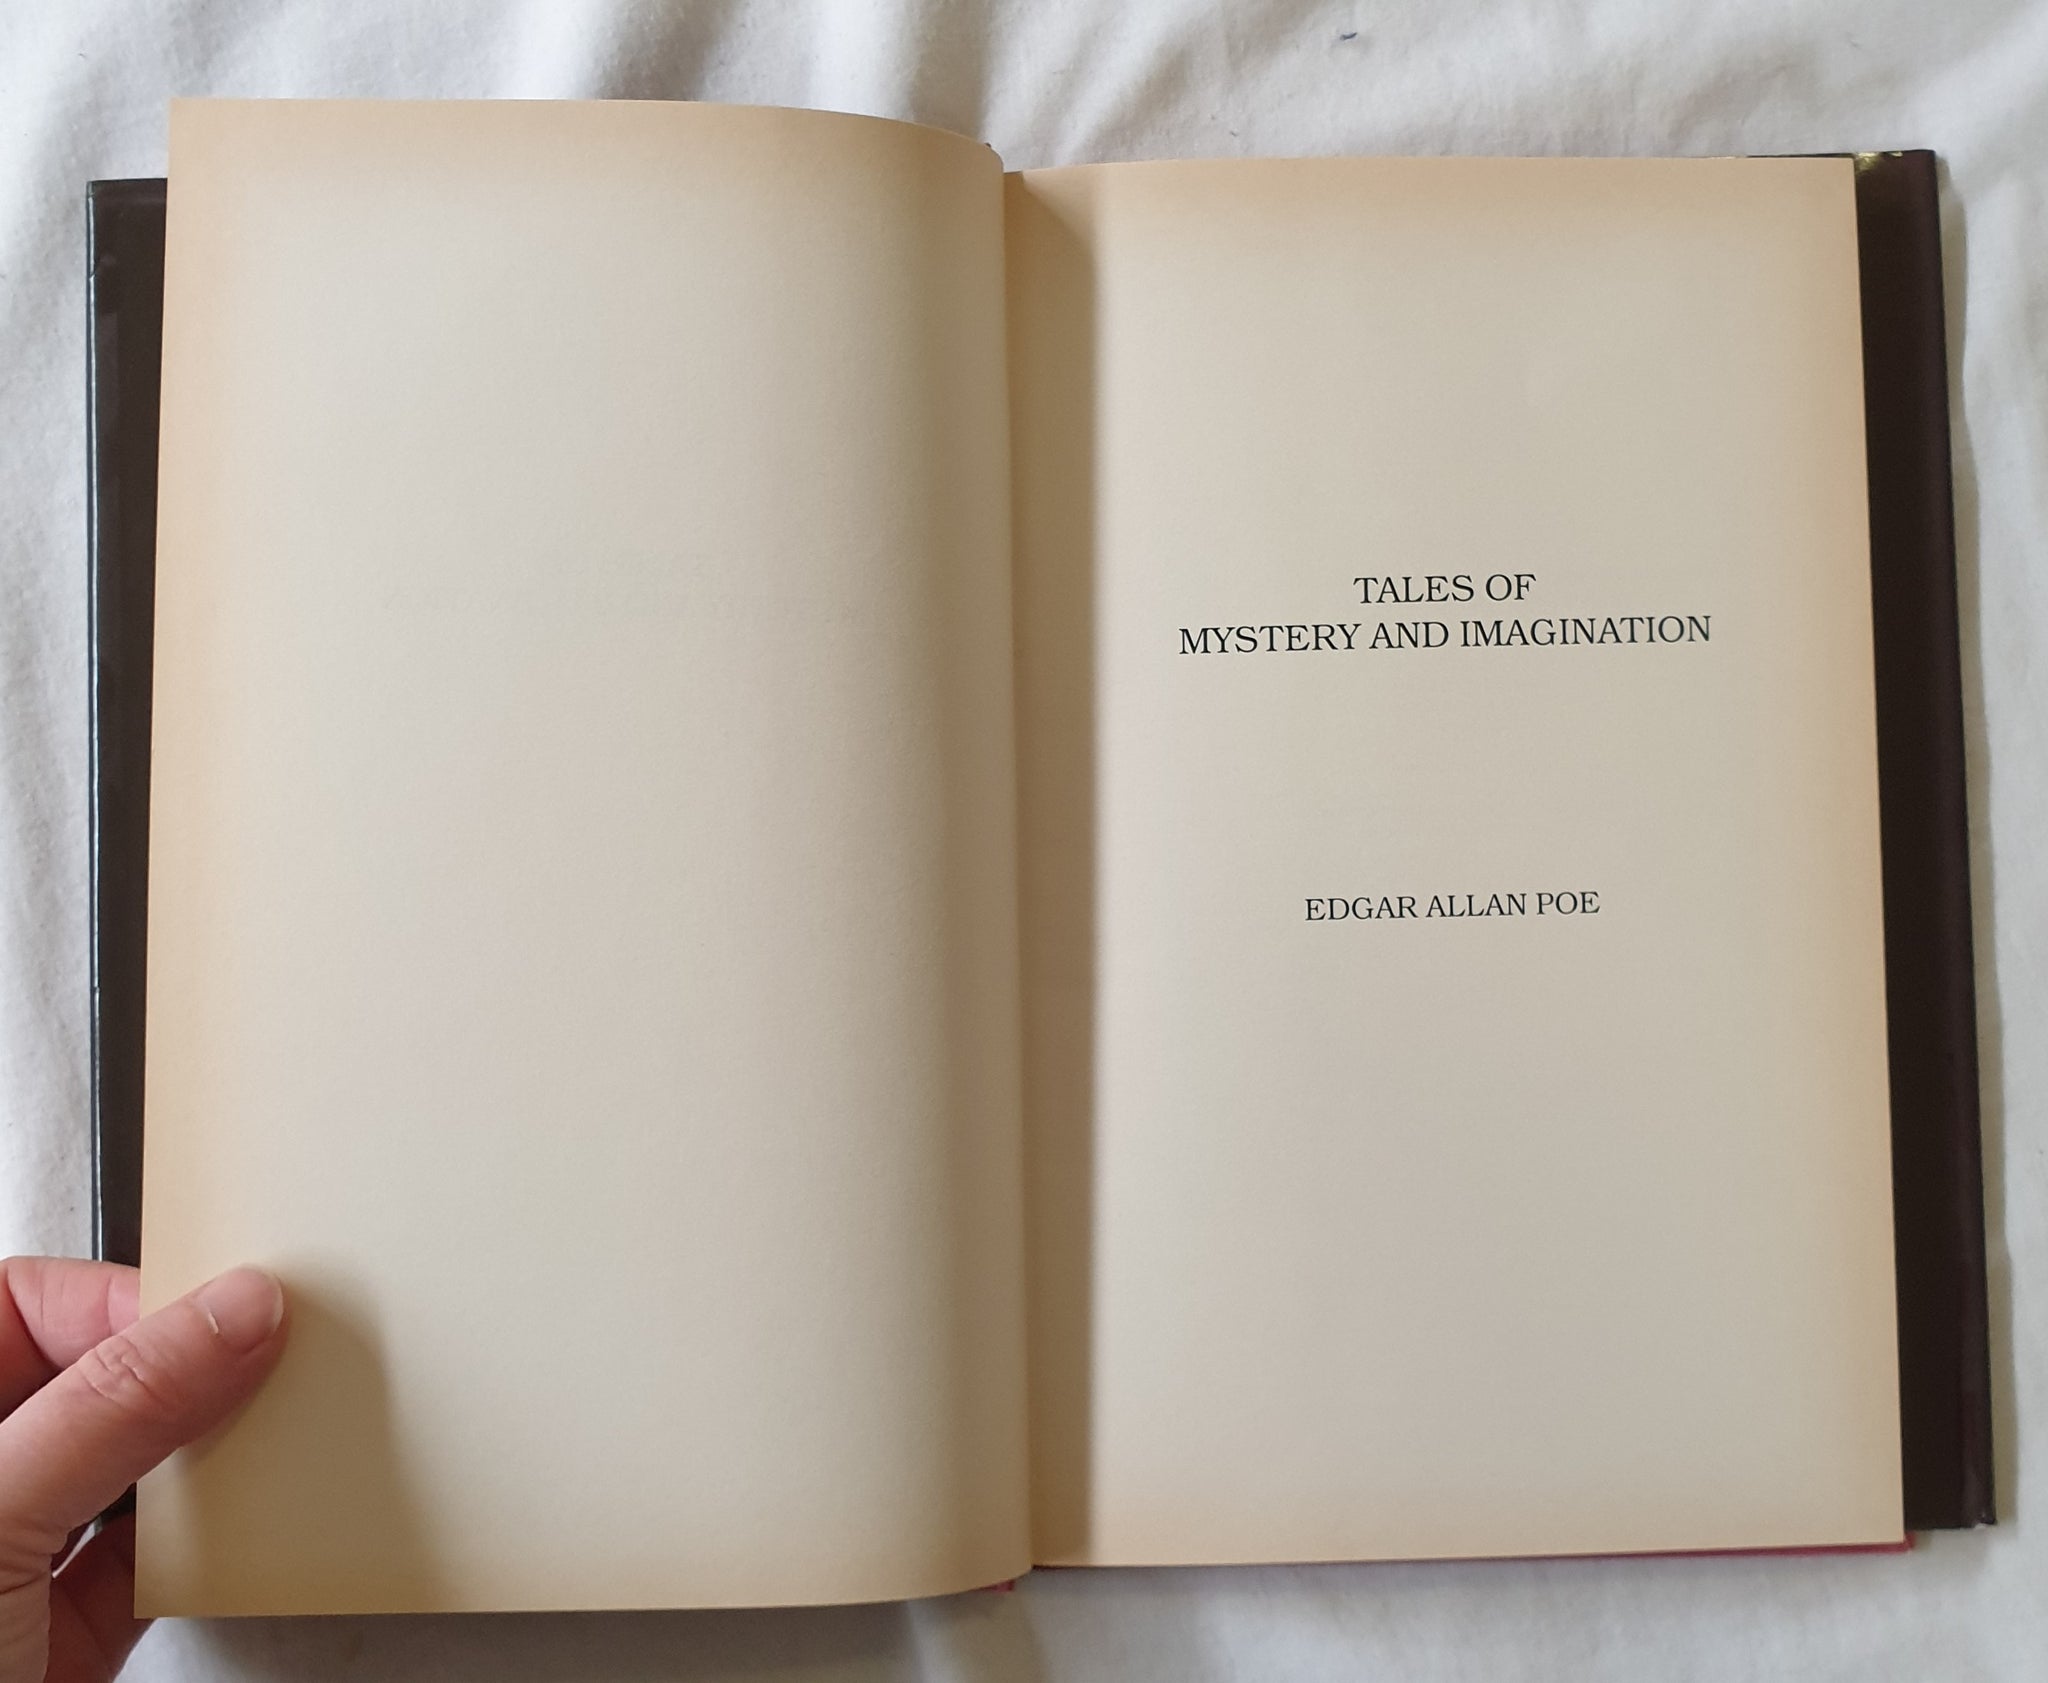 TALES OF
MYSTERY AND IMAGINATION
EDGAR ALLAN POE